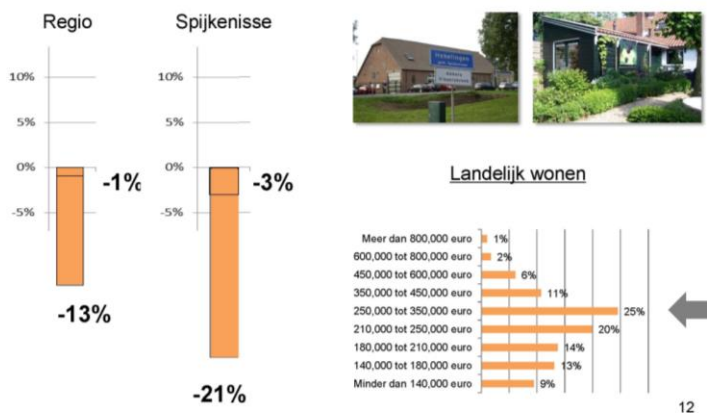 Regio
10%
5%
0%
-1%
-5%
-13%
Spijkenisse
10%
5%
0%
-3%
-5%
-21%
Landelijk wonen
Meer dan 800,000 euro 1%
600,000 tot 800,000 euro 2%
450,000 tot 600,000 euro 6%
350,000 tot 450,000 euro 11%
250,000 tot 350,000 euro 25%
210,000 tot 250,000 euro 20%
180,000 tot 210,000 euro 14%
140,000 tot 180,000 euro 13%
Minder dan 140,000 euro 9%
12